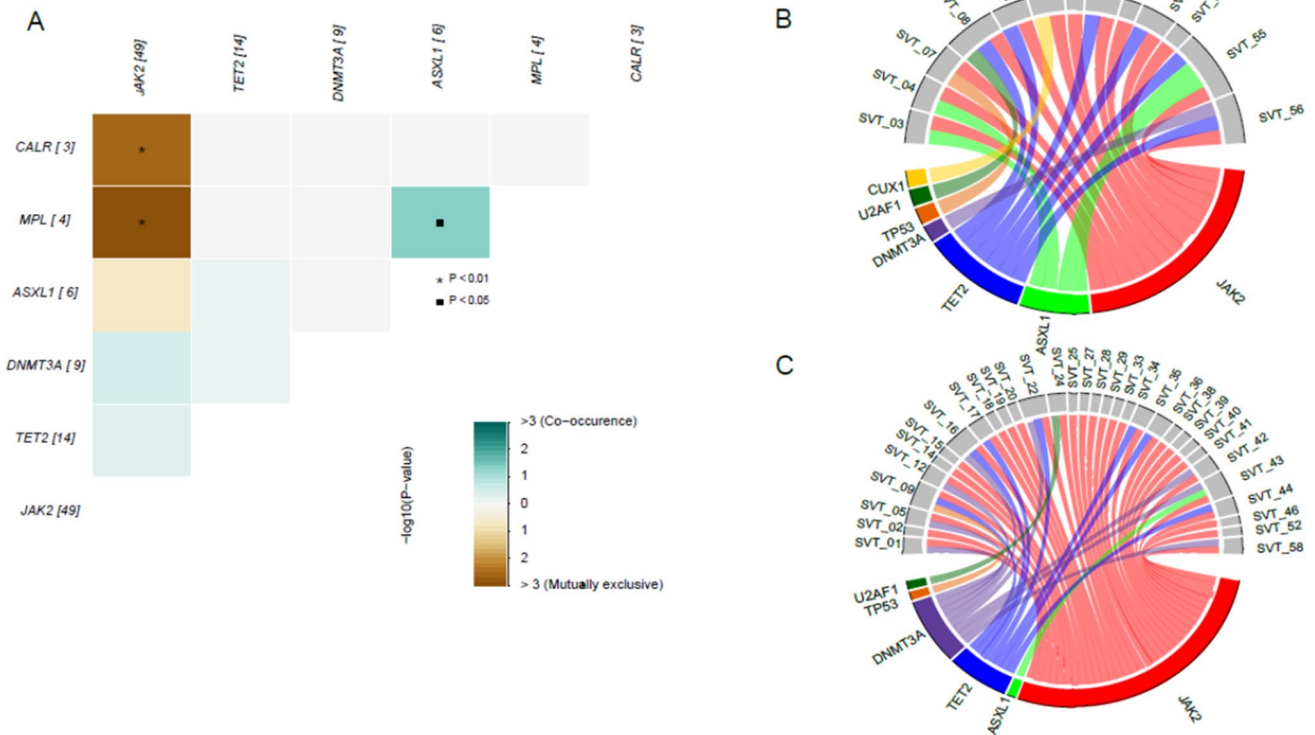 A
JAK2 [49]
TET2 [14]
DNMT3A [ 9]
ASXL1 [ 6]
MPL [ 4]
CALR [ 3]
CALR [ 3]
MPL [ 4]
ASXL1 [ 6]
DNMT3A [ 9]
TET2 [14]
JAK2 [49]
*
*
* P < 0.01
■ P < 0.05
−log10(P−value)
>3 (Co−occurence)
2
1
0
1
2
> 3 (Mutually exclusive)
B
SVT_03
SVT_04
SVT_07
SVT_55
SVT_56
CUX1
U2AF1
TP53
DNMT3A
TET2
ASXL1
JAK2
C
SVT_01
SVT_02
SVT_05
SVT_09
SVT_12
SVT_14
SVT_15
SVT_16
SVT_17
SVT_18
SVT_19
SVT_20
SVT_22
SVT_24
SVT_25
SVT_27
SVT_28
SVT_29
SVT_33
SVT_34
SVT_35
SVT_36
SVT_38
SVT_39
SVT_40
SVT_41
SVT_42
SVT_43
SVT_44
SVT_46
SVT_52
SVT_58
U2AF1
TP53
DNMT3A
TET2
ASXL1
JAK2